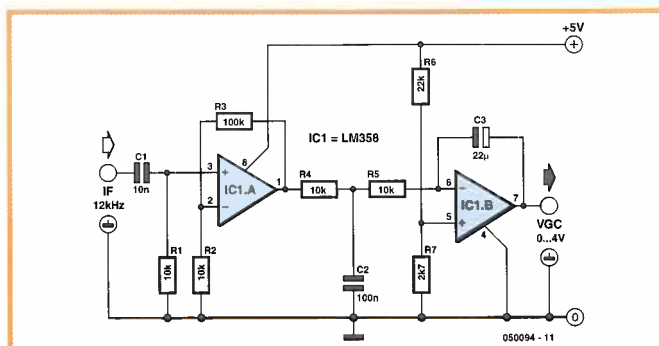 +5V
R6
22k
R3
100k
IC1 = LM358
C3
22µ
C1
10n
3
8
IC1.A
1
2
R4
10k
R5
10k
6
IC1.B
7
5
4
IF
12kHz
VGC
0...4V
R1
10k
R2
10k
C2
100n
R7
2k7
0
050094 - 11